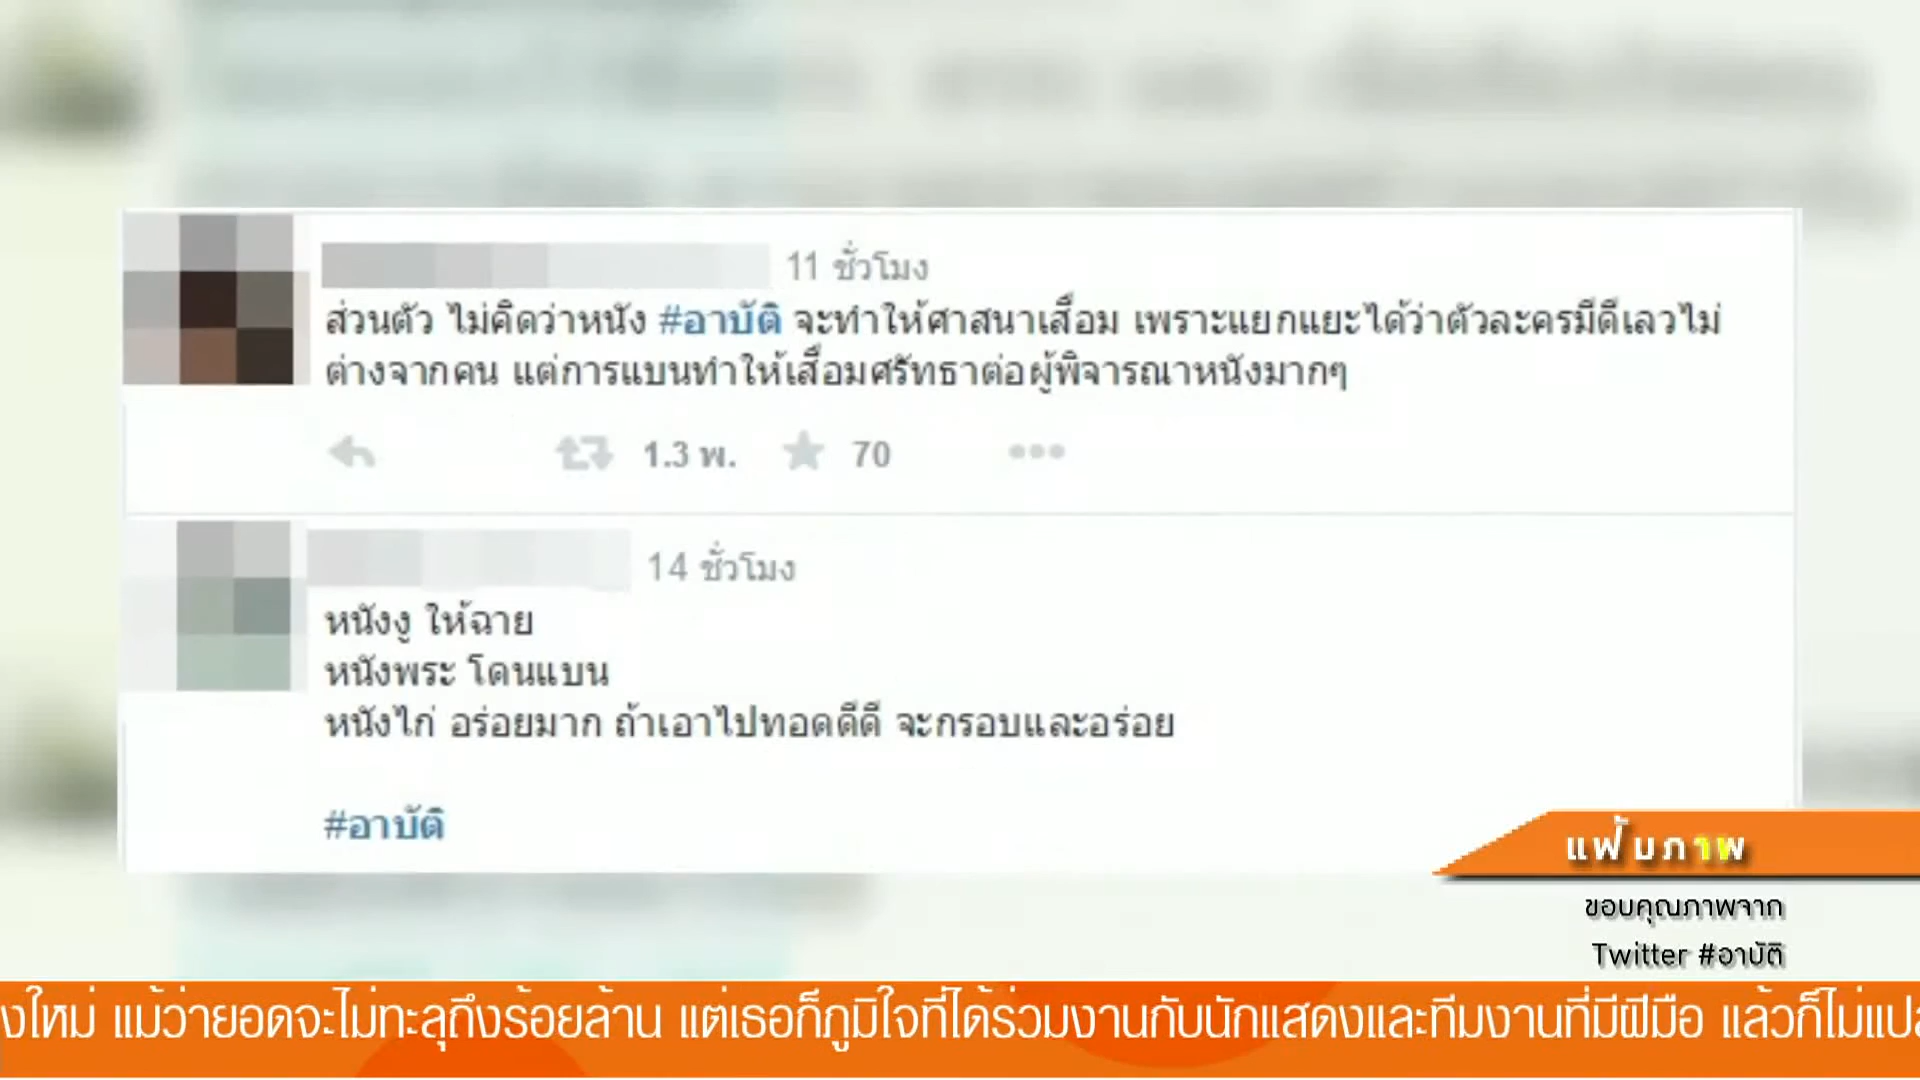 11 ชั่วโมง
ส่วนตัว ไม่คิดว่าหนัง #อาบัติ จะทำให้ศาสนาเสื่อม เพราะแยกแยะได้ว่าตัวละครมีดีเลวไม่
ต่างจากคน แต่การแบนทำให้เสื่อมศรัทธาต่อผู้พิจารณาหนังมากๆ
1.3 พ. 70
14 ชั่วโมง
หนังงู ให้ฉาย
หนังพระ โดนแบน
หนังไก่ อร่อยมาก ถ้าเอาไปทอดดีดี จะกรอบและอร่อย
#อาบัติ
แฟ้มภาพ
ขอบคุณภาพจาก
Twitter #อาบัติ
งใหม่ แม้ว่ายอดจะไม่ทะลุถึงร้อยล้าน แต่เธอก็ภูมิใจที่ได้ร่วมงานกับนักแสดงและทีมงานที่มีฝีมือ แล้วก็ไม่แปล